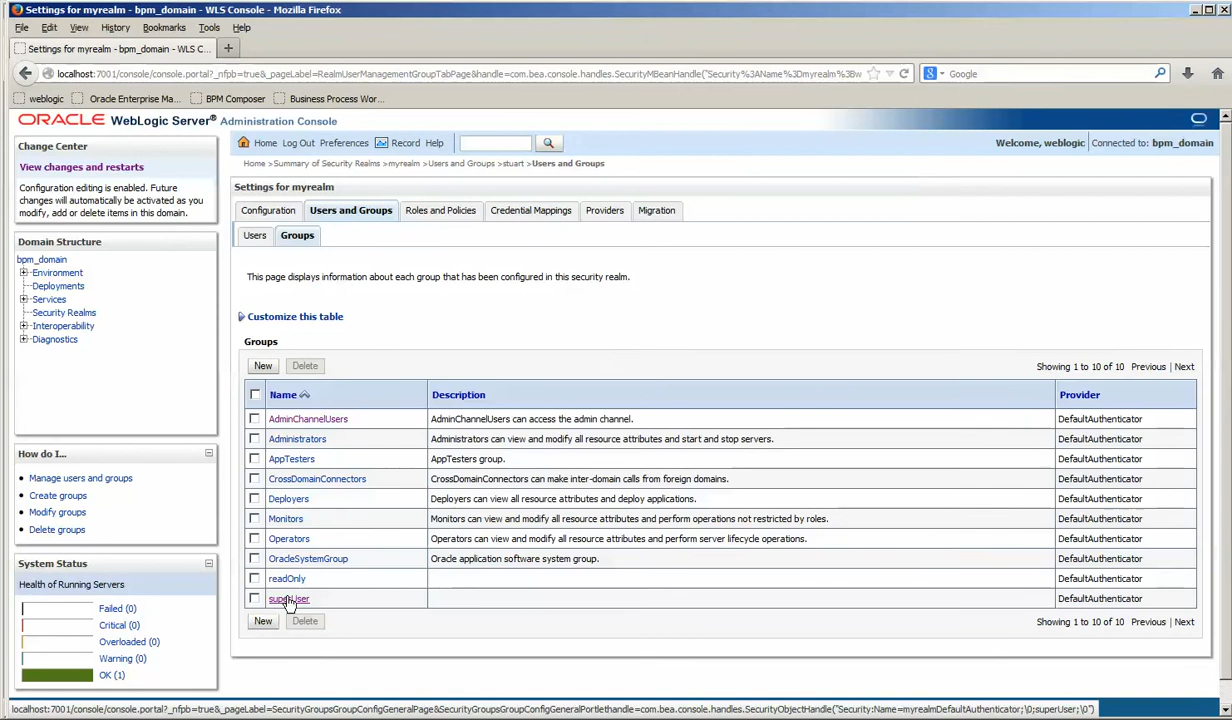 Settings for myrealm - bpm_domain - WLS Console - Mozilla Firefox
File Edit View History Bookmarks Tools Help
Settings for myrealm - bpm_domain - WLS C...
localhost:7001/console/console.portal?_nfpb=true&_pageLabel=RealmUserManagementGroupTabPage&handle=com.bea.console.handles.SecurityMBeanHandle("Security%3AName%3Dmyrealm%3Bw
Google
weblogic Oracle Enterprise Ma... BPM Composer Business Process Wor...
ORACLE WebLogic Server® Administration Console
Change Center
View changes and restarts
Configuration editing is enabled. Future
changes will automatically be activated as you
modify, add or delete items in this domain.
Domain Structure
bpm_domain
Environment
Deployments
Services
Security Realms
Interoperability
Diagnostics
How do I...
Manage users and groups
Create groups
Modify groups
Delete groups
System Status
Health of Running Servers
Failed (0)
Critical (0)
Overloaded (0)
Warning (0)
OK (1)
Home Log Out Preferences Record Help
Welcome, weblogic Connected to: bpm_domain
Home >Summary of Security Realms >myrealm >Users and Groups >stuart >Users and Groups
Settings for myrealm
Configuration Users and Groups Roles and Policies Credential Mappings Providers Migration
Users Groups
This page displays information about each group that has been configured in this security realm.
Customize this table
Groups
New Delete Showing 1 to 10 of 10 Previous | Next
Name Description Provider
AdminChannelUsers AdminChannelUsers can access the admin channel. DefaultAuthenticator
Administrators Administrators can view and modify all resource attributes and start and stop servers. DefaultAuthenticator
AppTesters AppTesters group. DefaultAuthenticator
CrossDomainConnectors CrossDomainConnectors can make inter-domain calls from foreign domains. DefaultAuthenticator
Deployers Deployers can view all resource attributes and deploy applications. DefaultAuthenticator
Monitors Monitors can view and modify all resource attributes and perform operations not restricted by roles. DefaultAuthenticator
Operators Operators can view and modify all resource attributes and perform server lifecycle operations. DefaultAuthenticator
OracleSystemGroup Oracle application software system group. DefaultAuthenticator
readOnly DefaultAuthenticator
superUser DefaultAuthenticator
New Delete Showing 1 to 10 of 10 Previous | Next
localhost:7001/console/console.portal?_nfpb=true&_pageLabel=SecurityGroupsGroupConfigGeneralPage&SecurityGroupsGroupConfigGeneralPortlethandle=com.bea.console.handles.SecurityObjectHandle("Security:Name=myrealmDefaultAuthenticator;\0;superUser;\0")